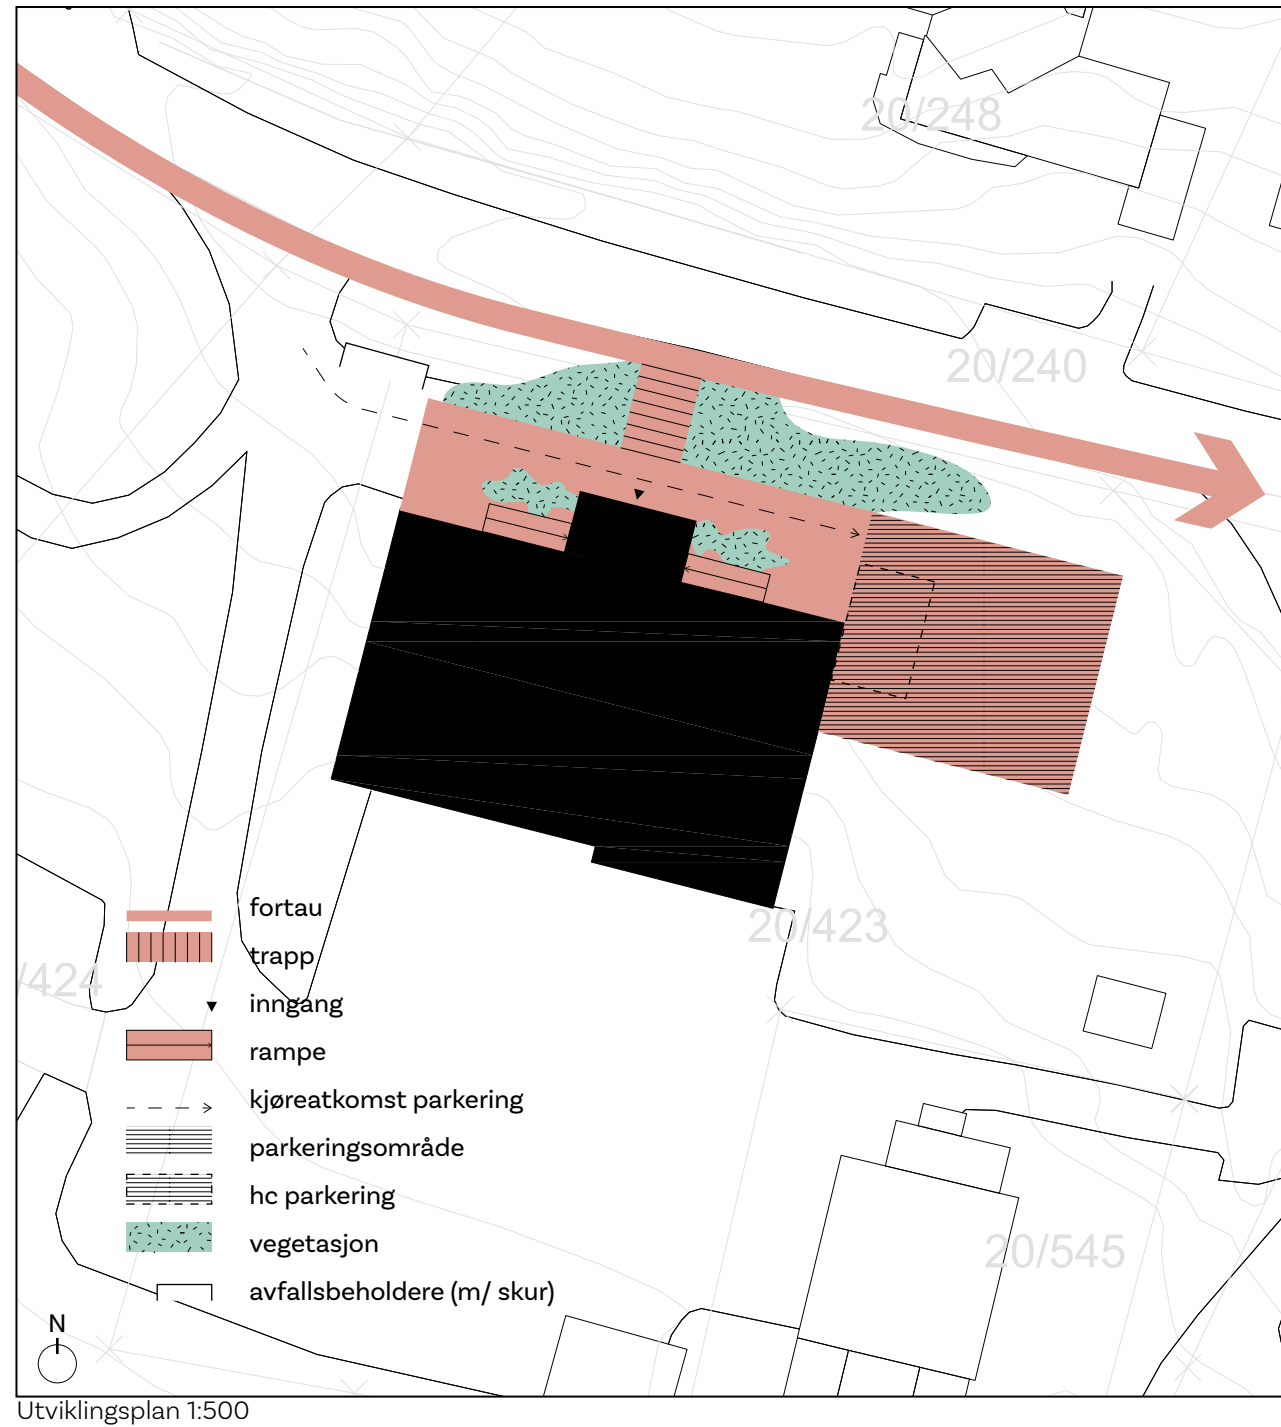 20/248
20/240
20/423
/424
fortau
trapp
inngang
rampe
kjøreatkomst parkering
parkeringsområde
hc parkering
vegetasjon
avfallsbeholdere (m/ skur)
20/545
N
Utviklingsplan 1:500